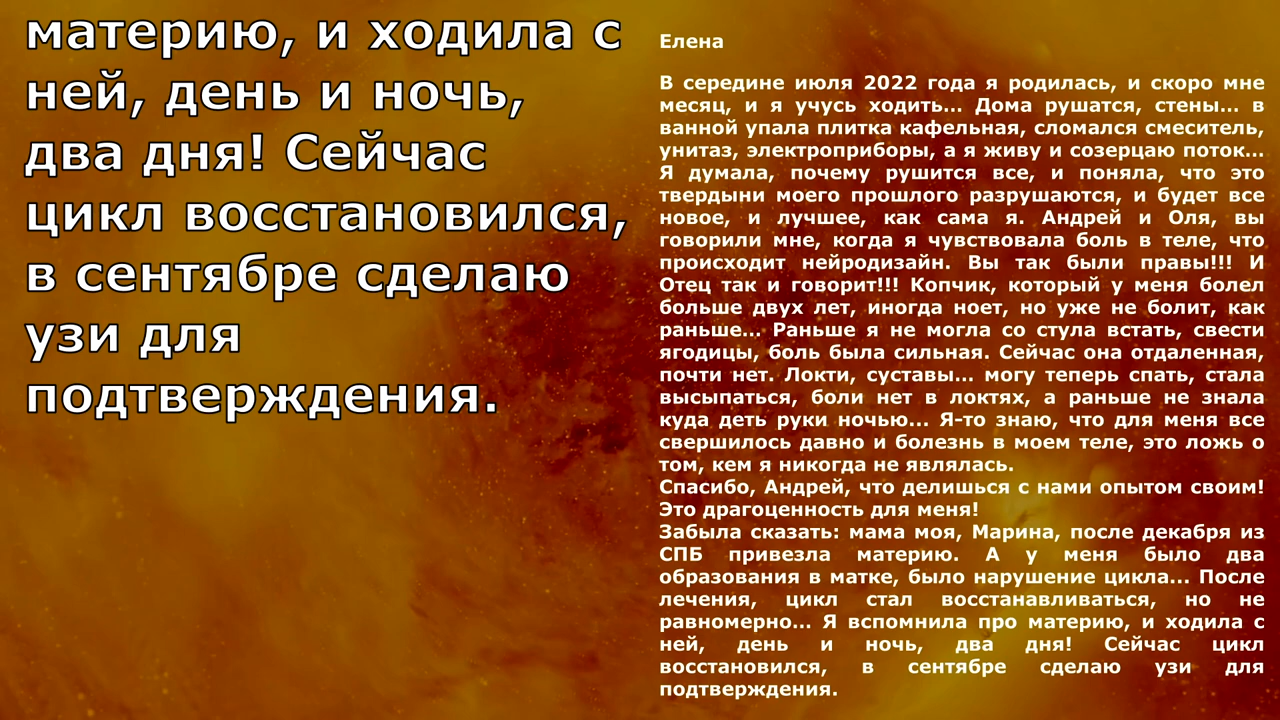 материю, и ходила с
ней, день и ночь,
два дня! Сейчас
цикл восстановился,
в сентябре сделаю
узи для
подтверждения.
Елена
В середине июля 2022 года я родилась, и скоро мне
месяц, и я учусь ходить... Дома рушатся, стены... в
ванной упала плитка кафельная, сломался смеситель,
унитаз, электроприборы, а я живу и созерцаю поток...
Я думала, почему рушится все, и поняла, что это
твердыни моего прошлого разрушаются, и будет все
новое, и лучшее, как сама я. Андрей и Оля, вы
говорили мне, когда я чувствовала боль в теле, что
происходит нейродизайн. Вы так были правы!!! И
Отец так и говорит!!! Копчик, который у меня болел
больше двух лет, иногда ноет, но уже не болит, как
раньше... Раньше я не могла со стула встать, свести
ягодицы, боль была сильная. Сейчас она отдаленная,
почти нет. Локти, суставы... могу теперь спать, стала
высыпаться, боли нет в локтях, а раньше не знала
куда деть руки ночью... Я-то знаю, что для меня все
свершилось давно и болезнь в моем теле, это ложь о
том, кем я никогда не являлась.
Спасибо, Андрей, что делишься с нами опытом своим!
Это драгоценность для меня!
Забыла сказать: мама моя, Марина, после декабря из
СПБ привезла материю. А у меня было два
образования в матке, было нарушение цикла... После
лечения, цикл стал восстанавливаться, но не
равномерно... Я вспомнила про материю, и ходила с
ней, день и ночь, два дня! Сейчас цикл
восстановился, в сентябре сделаю узи для
подтверждения.